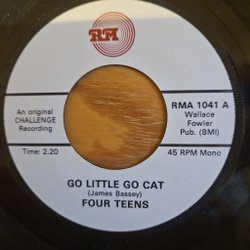 RM
An original
CHALLENGE
Recording
RMA 1041 A
Wallace
Fowler
Pub. (BMI)
Time: 2.20
45 RPM Mono
GO LITTLE GO CAT
(James Bassey)
FOUR TEENS